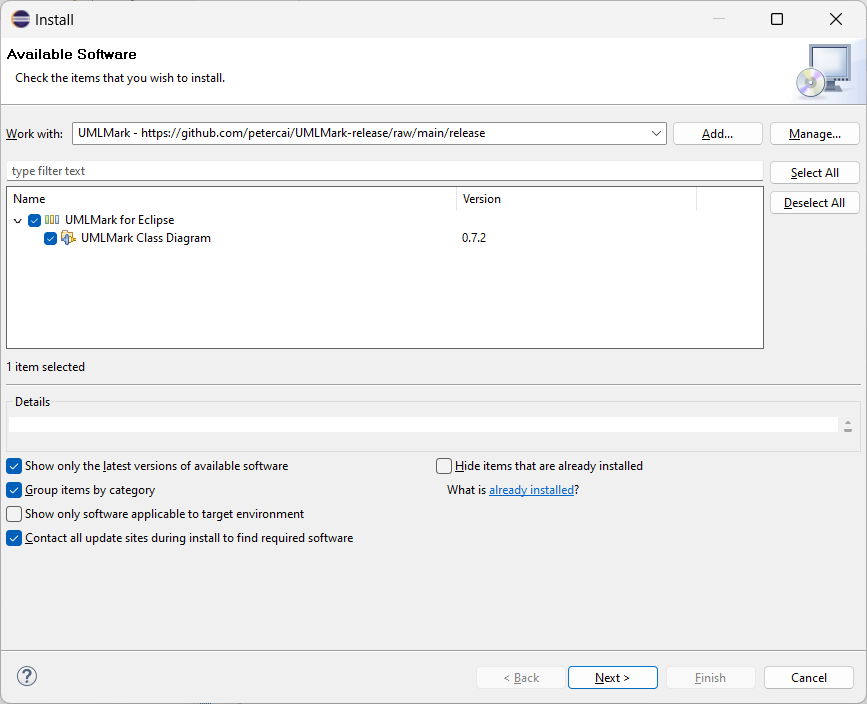 Install
Available Software
Check the items that you wish to install.
Work with: UMLMark - https://github.com/petercai/UMLMark-release/raw/main/release Add... Manage...
type filter text Select All
Deselect All
Name Version
UMLMark for Eclipse
UMLMark Class Diagram 0.7.2
1 item selected
Details
Show only the latest versions of available software Hide items that are already installed
Group items by category What is already installed?
Show only software applicable to target environment
Contact all update sites during install to find required software
? < Back Next > Finish Cancel